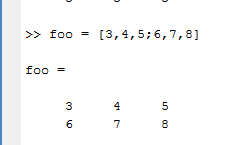 >> foo = [3,4,5;6,7,8]
foo =
3 4 5
6 7 8